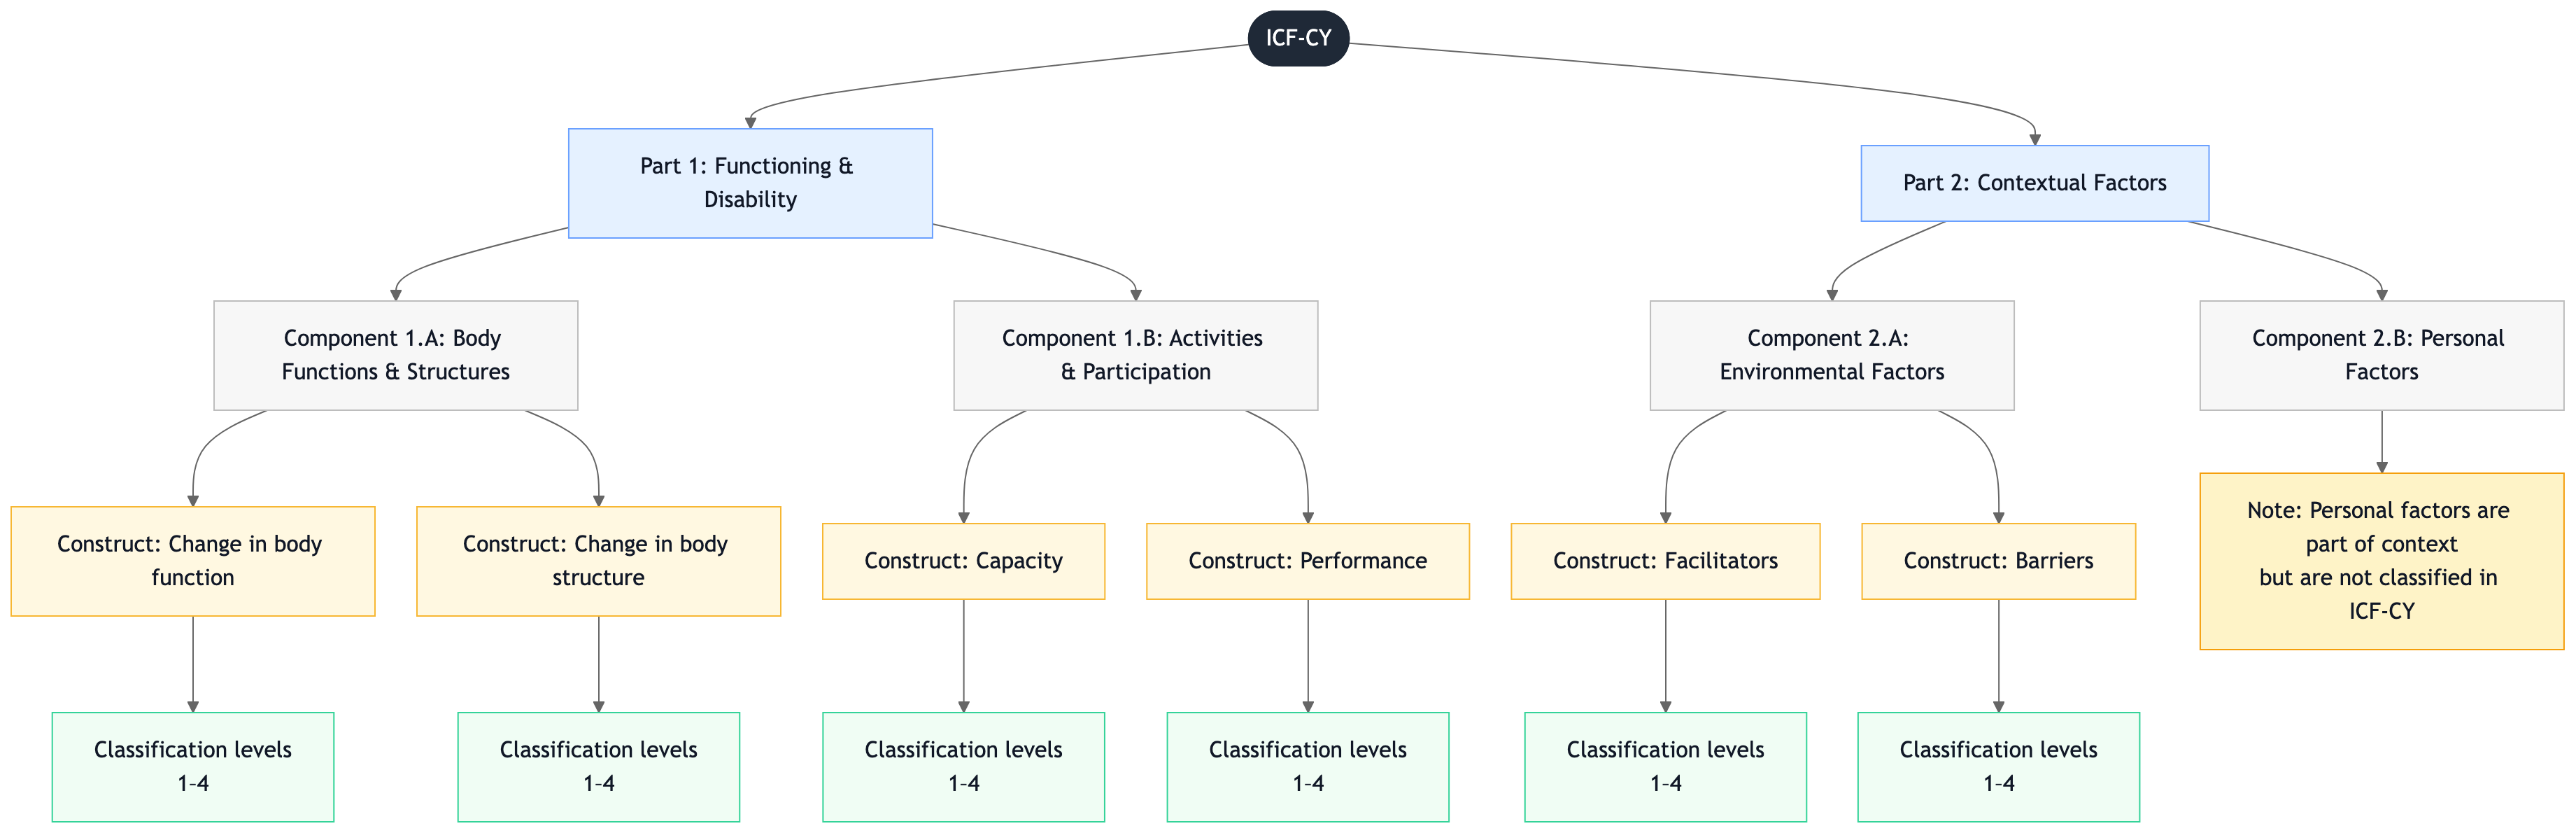 ICF-CY
Part 1: Functioning &
Disability
Part 2: Contextual Factors
Component 1.A: Body
Functions & Structures
Component 1.B: Activities
& Participation
Component 2.A:
Environmental Factors
Component 2.B: Personal
Factors
Construct: Change in body
function
Construct: Change in body
structure
Construct: Capacity
Construct: Performance
Construct: Facilitators
Construct: Barriers
Note: Personal factors are
part of context
but are not classified in
ICF-CY
Classification levels
1–4
Classification levels
1–4
Classification levels
1–4
Classification levels
1–4
Classification levels
1–4
Classification levels
1–4